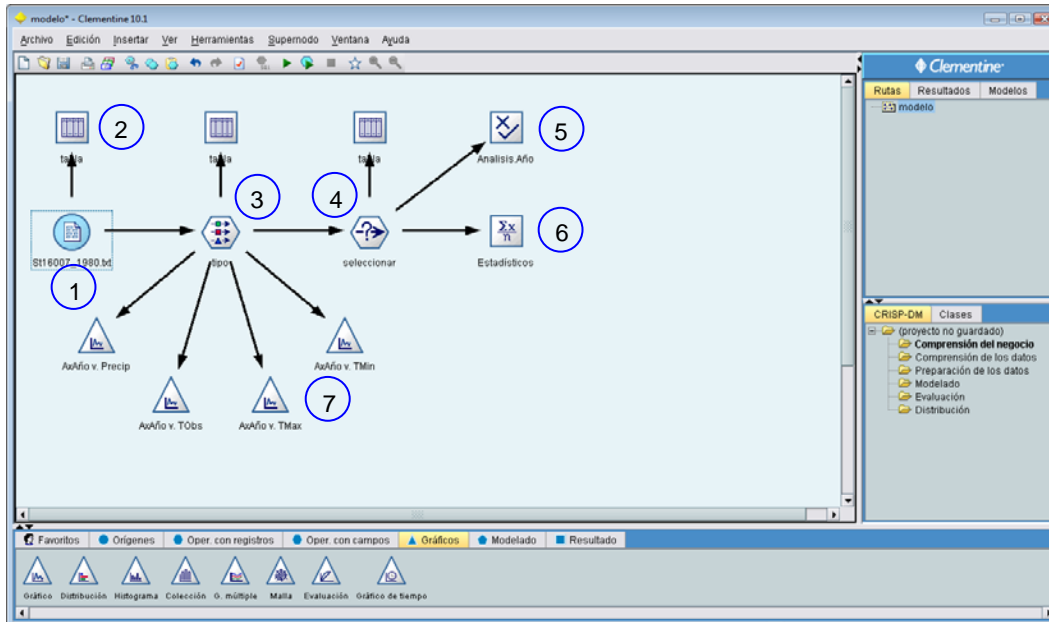 modelo* - Clementine 10.1
Archivo Edición Insertar Ver Herramientas Supernodo Ventana Ayuda
Clementine
Rutas Resultados Modelos
modelo
2
5
tabla tabla tabla Analisis.Año
3
4
6
St16007_1980.txt tipo seleccionar Estadísticos
1
AxAño v. Precip AxAño v. TMin
7
AxAño v. TObs AxAño v. TMax
CRISP-DM Clases
(proyecto no guardado)
Comprensión del negocio
Comprensión de los datos
Preparación de los datos
Modelado
Evaluación
Distribución
Favoritos Orígenes Oper. con registros Oper. con campos Gráficos Modelado Resultado
Gráfico Distribución Histograma Colección G. múltiple Malla Evaluación Gráfico de tiempo